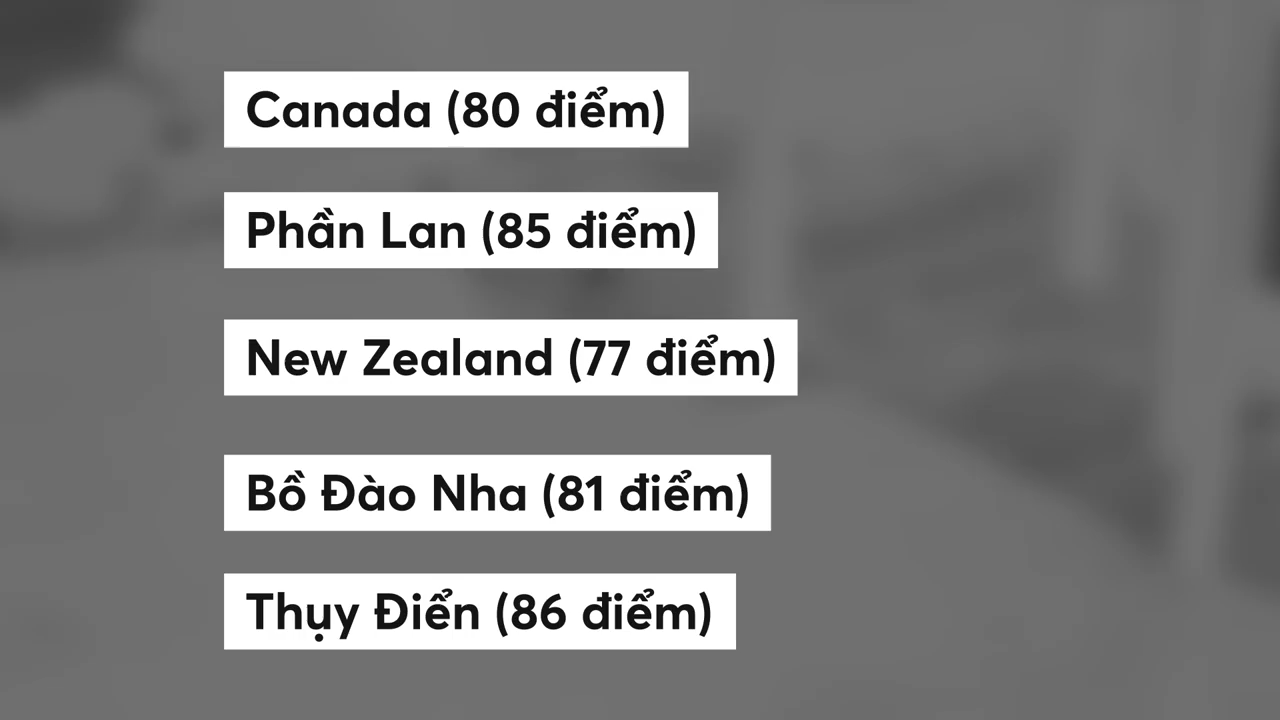 Canada (80 điểm)
Phần Lan (85 điểm)
New Zealand (77 điểm)
Bồ Đào Nha (81 điểm)
Thụy Điển (86 điểm)